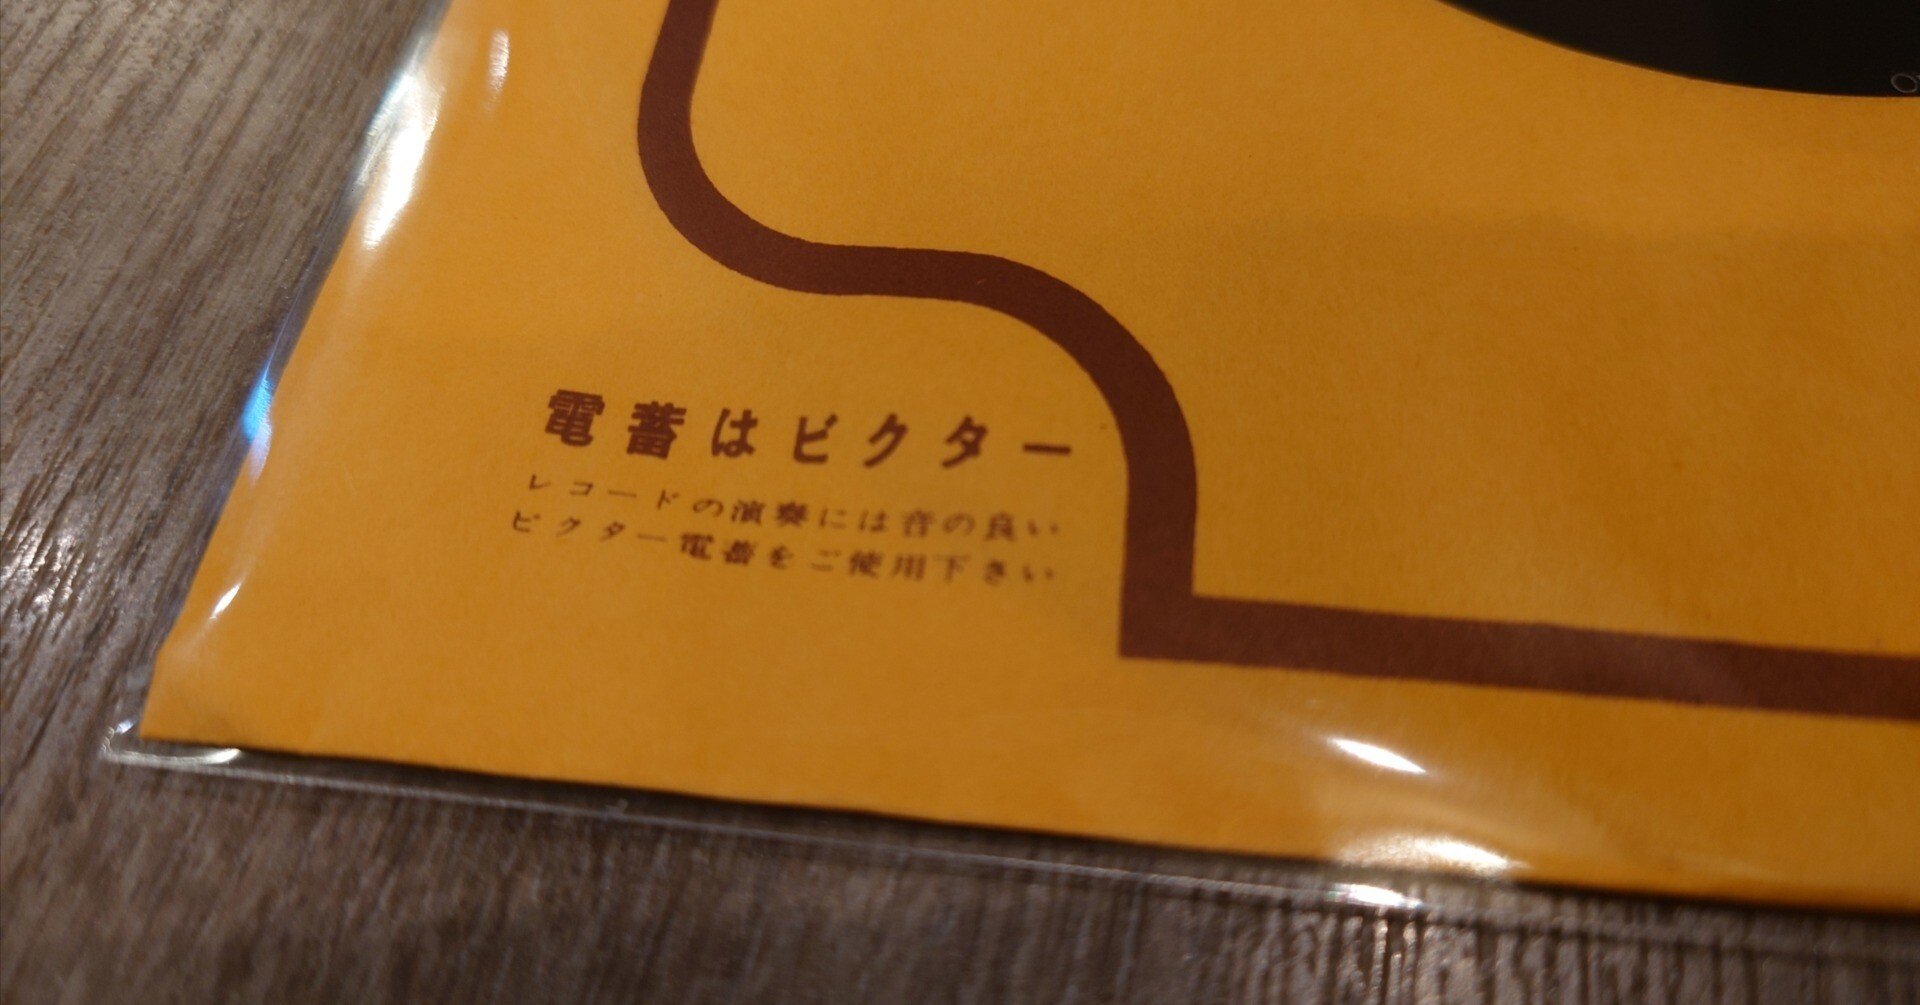 電蓄はビクター
レコードの演奏には音の良い
ビクター電蓄をご使用下さい